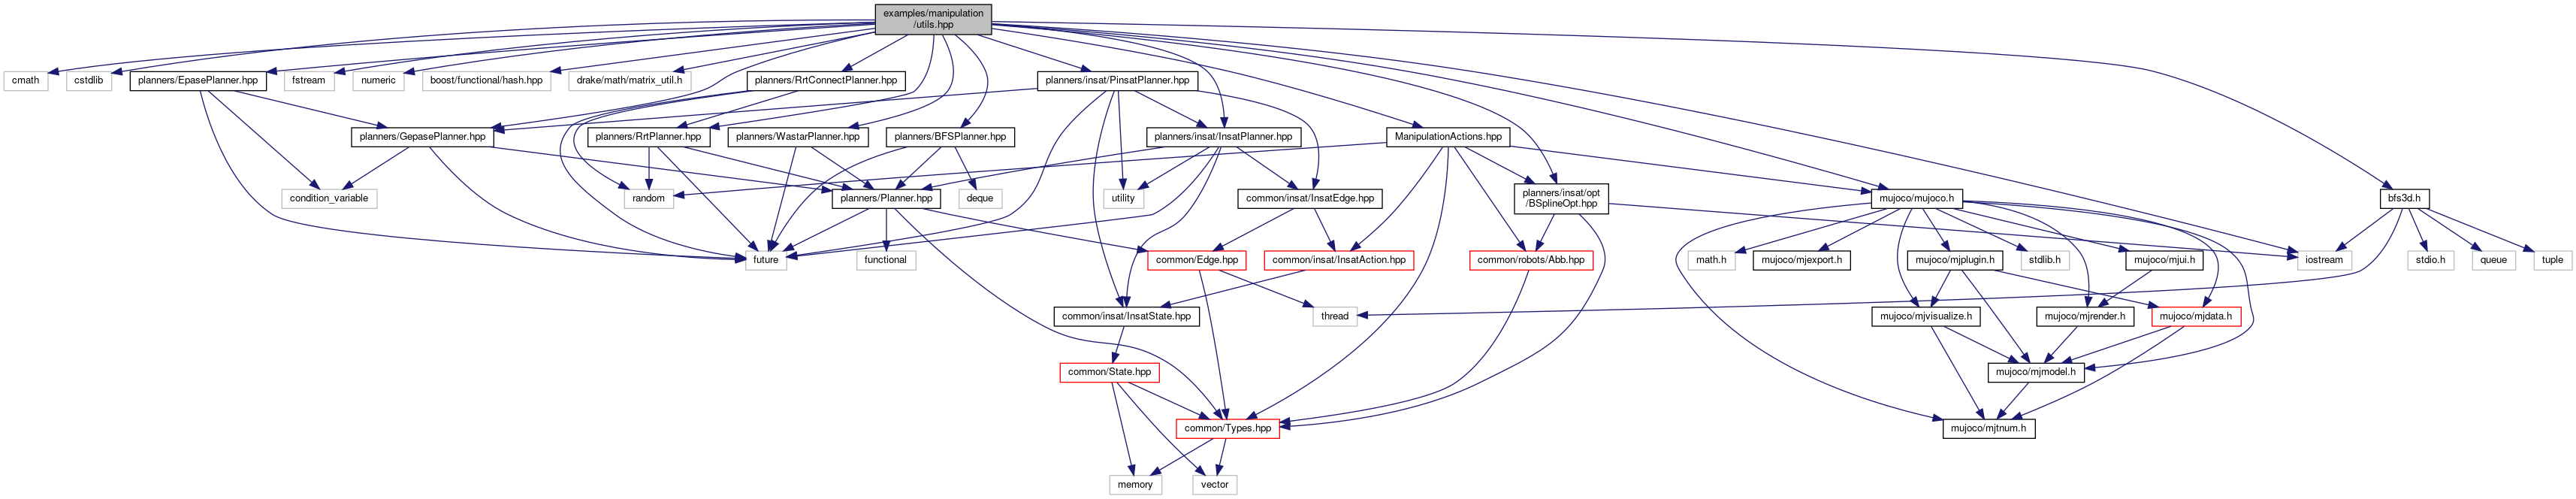 examples/manipulation
/utils.hpp
cmath
cstdlib
planners/EpasePlanner.hpp
fstream
numeric
boost/functional/hash.hpp
drake/math/matrix_util.h
planners/RrtConnectPlanner.hpp
planners/insat/PinsatPlanner.hpp
planners/GepasePlanner.hpp
planners/RrtPlanner.hpp
planners/WastarPlanner.hpp
planners/BFSPlanner.hpp
planners/insat/InsatPlanner.hpp
ManipulationActions.hpp
condition_variable
random
planners/Planner.hpp
deque
utility
common/insat/InsatEdge.hpp
planners/insat/opt
/BSplineOpt.hpp
mujoco/mujoco.h
bfs3d.h
future
functional
common/Edge.hpp
common/insat/InsatAction.hpp
common/robots/Abb.hpp
math.h
mujoco/mjexport.h
mujoco/mjplugin.h
stdlib.h
mujoco/mjui.h
iostream
stdio.h
queue
tuple
common/insat/InsatState.hpp
thread
mujoco/mjvisualize.h
mujoco/mjrender.h
mujoco/mjdata.h
common/State.hpp
mujoco/mjmodel.h
common/Types.hpp
mujoco/mjtnum.h
memory
vector